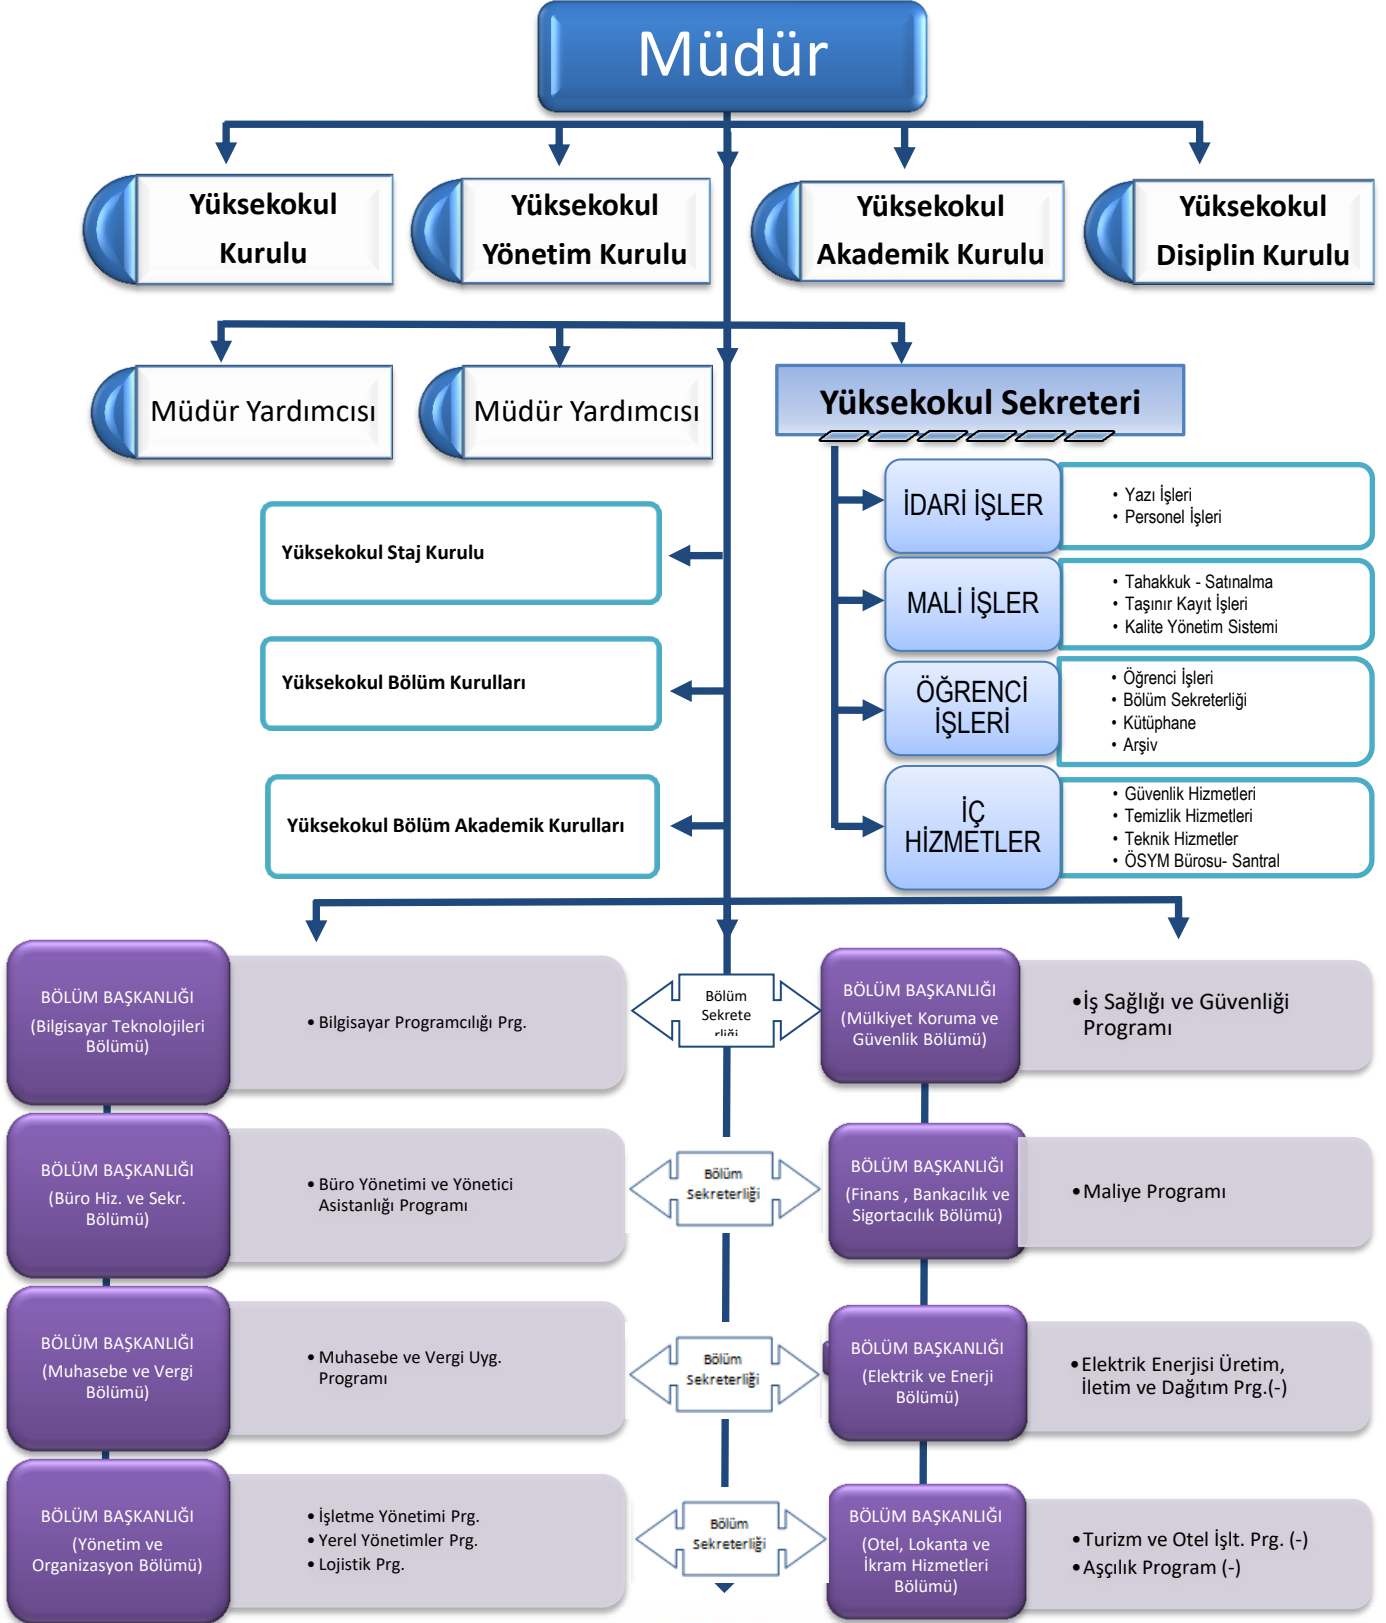 Müdür
Yüksekokul
Kurulu
Yüksekokul
Yönetim Kurulu
Yüksekokul
Akademik Kurulu
Yüksekokul
Disiplin Kurulu
Müdür Yardımcısı
Müdür Yardımcısı
Yüksekokul Sekreteri
İDARİ İŞLER
• Yazı İşleri
• Personel İşleri
Yüksekokul Staj Kurulu
MALİ İŞLER
• Tahakkuk - Satınalma
• Taşınır Kayıt İşleri
• Kalite Yönetim Sistemi
Yüksekokul Bölüm Kurulları
ÖĞRENCİ
İŞLERİ
• Öğrenci İşleri
• Bölüm Sekreterliği
• Kütüphane
• Arşiv
Yüksekokul Bölüm Akademik Kurulları
İÇ
HİZMETLER
• Güvenlik Hizmetleri
• Temizlik Hizmetleri
• Teknik Hizmetler
• ÖSYM Bürosu- Santral
BÖLÜM BAŞKANLIĞI
(Bilgisayar Teknolojileri
Bölümü)
• Bilgisayar Programcılığı Prg.
Bölüm
Sekrete
rliği
BÖLÜM BAŞKANLIĞI
(Mülkiyet Koruma ve
Güvenlik Bölümü)
• İş Sağlığı ve Güvenliği
Programı
BÖLÜM BAŞKANLIĞI
(Büro Hiz. ve Sekr.
Bölümü)
• Büro Yönetimi ve Yönetici
Asistanlığı Programı
Bölüm
Sekreterliği
BÖLÜM BAŞKANLIĞI
(Finans , Bankacılık ve
Sigortacılık Bölümü)
• Maliye Programı
BÖLÜM BAŞKANLIĞI
(Muhasebe ve Vergi
Bölümü)
• Muhasebe ve Vergi Uyg.
Programı
Bölüm
Sekreterliği
BÖLÜM BAŞKANLIĞI
(Elektrik ve Enerji
Bölümü)
• Elektrik Enerjisi Üretim,
İletim ve Dağıtım Prg.(-)
BÖLÜM BAŞKANLIĞI
(Yönetim ve
Organizasyon Bölümü)
• İşletme Yönetimi Prg.
• Yerel Yönetimler Prg.
• Lojistik Prg.
Bölüm
Sekreterliği
BÖLÜM BAŞKANLIĞI
(Otel, Lokanta ve
İkram Hizmetleri
Bölümü)
• Turizm ve Otel İşlt. Prg. (-)
• Aşçılık Program (-)